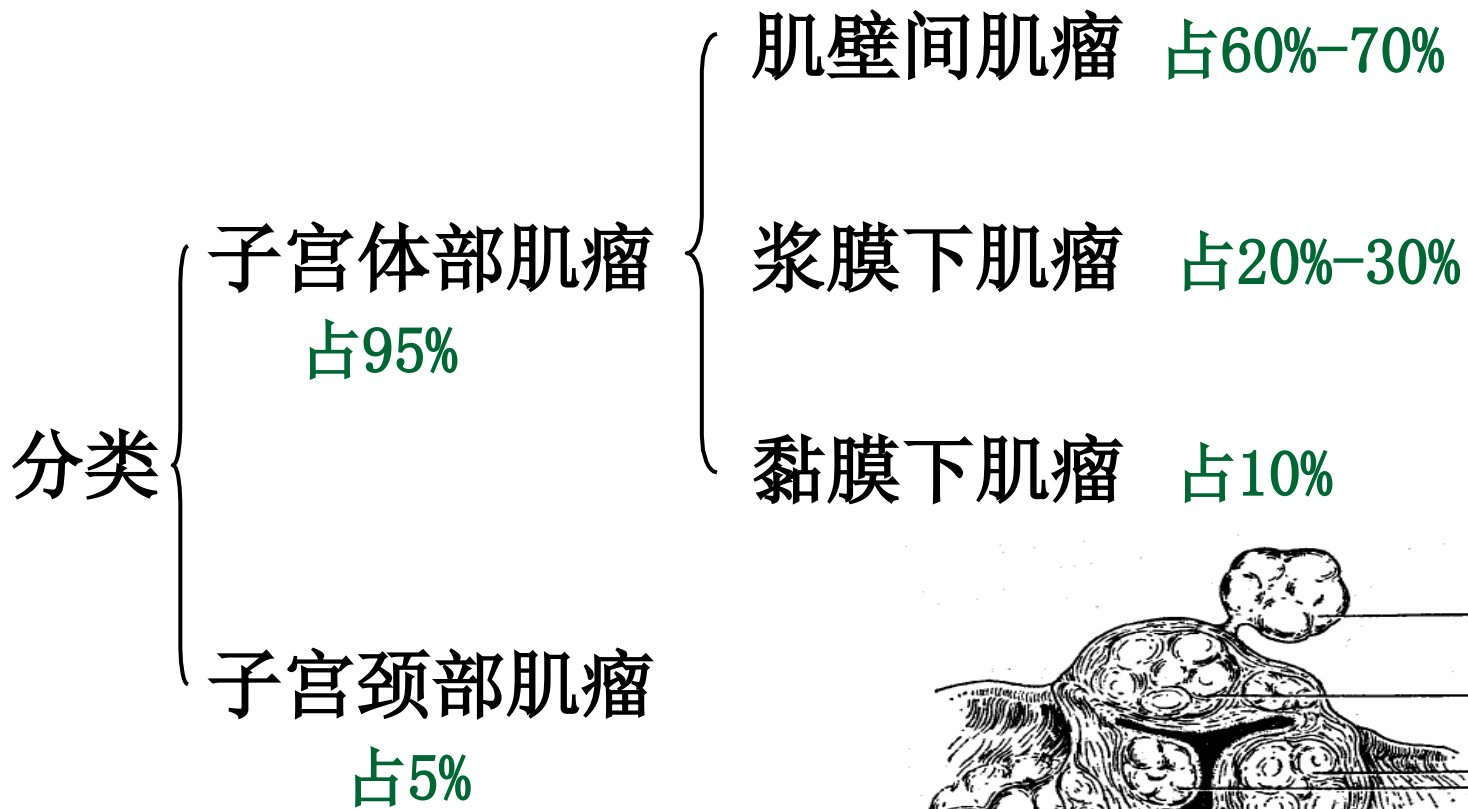 肌壁间肌瘤 占60%-70%
子宫体部肌瘤 浆膜下肌瘤 占20%-30%
占95%
分类 黏膜下肌瘤 占10%
子宫颈部肌瘤
占5%